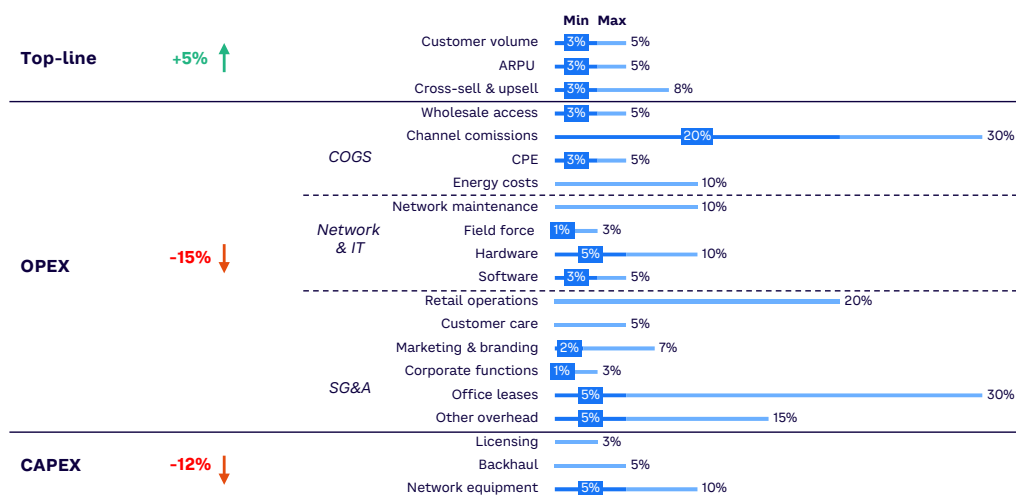 Min Max
Customer volume 3% 5%
Top-line +5% ARPU 3% 5%
Cross-sell & upsell 3% 8%
Wholesale access 3% 5%
Channel comissions 20% 30%
COGS CPE 3% 5%
Energy costs 10%
Network maintenance 10%
Network
& IT
Field force 1% 3%
OPEX -15% Hardware 5% 10%
Software 3% 5%
Retail operations 20%
Customer care 5%
Marketing & branding 2% 7%
Corporate functions 1% 3%
SG&A Office leases 5% 30%
Other overhead 5% 15%
Licensing 3%
CAPEX -12% Backhaul 5%
Network equipment 5% 10%